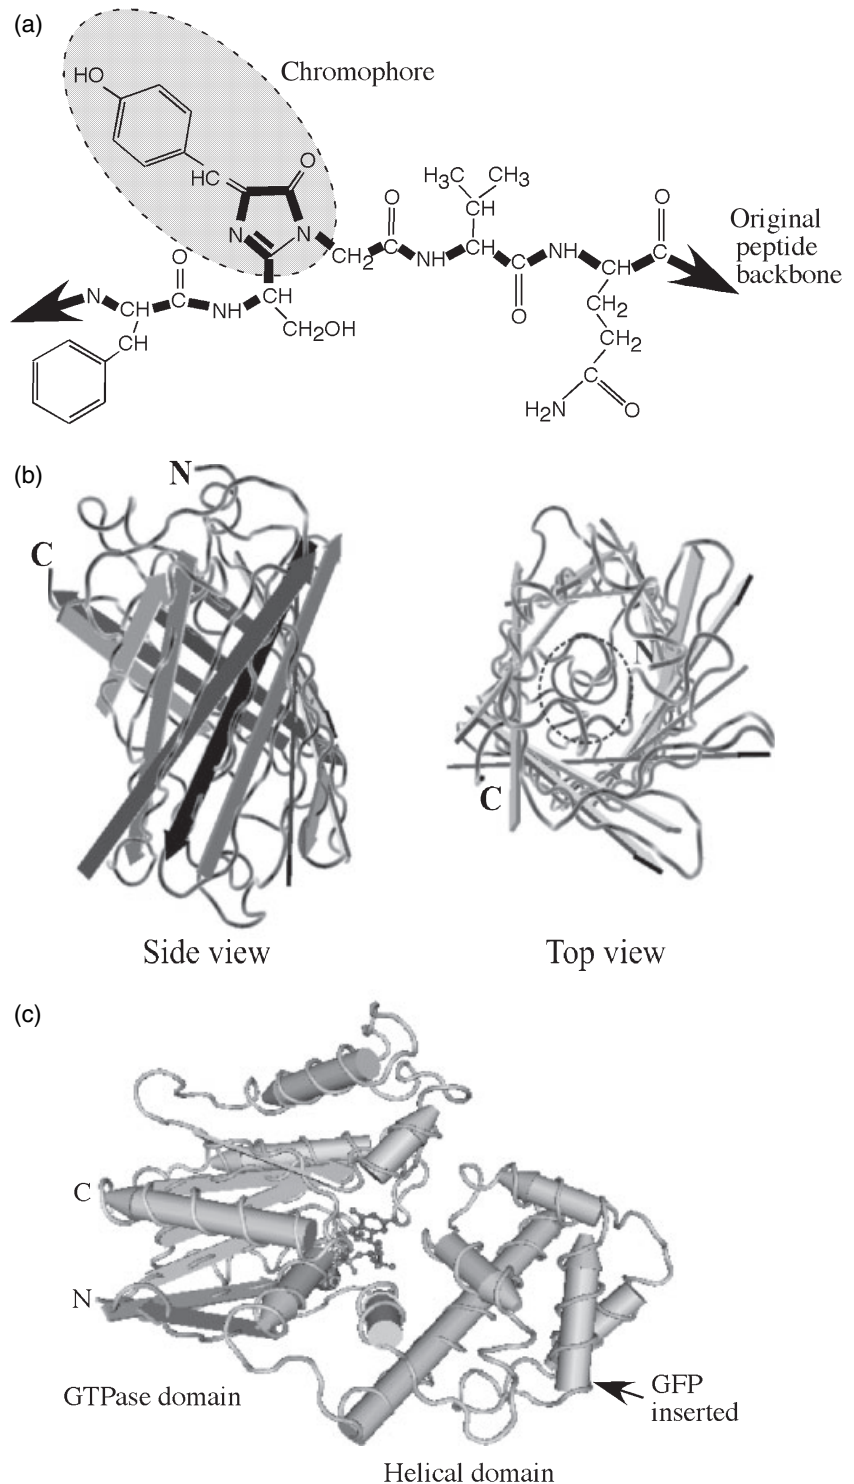 (a)
HO
Chromophore
O
HC
N
N
CH2
O
C
NH
H3C
CH3
CH
CH
C
O
NH
CH
O
C
Original
peptide
backbone
CH2
CH2
C
H2N
O
N
CH
O
C
NH
CH
CH2OH
CH
(b)
N
C
Side view
N
C
Top view
(c)
C
N
GTPase domain
GFP
inserted
Helical domain